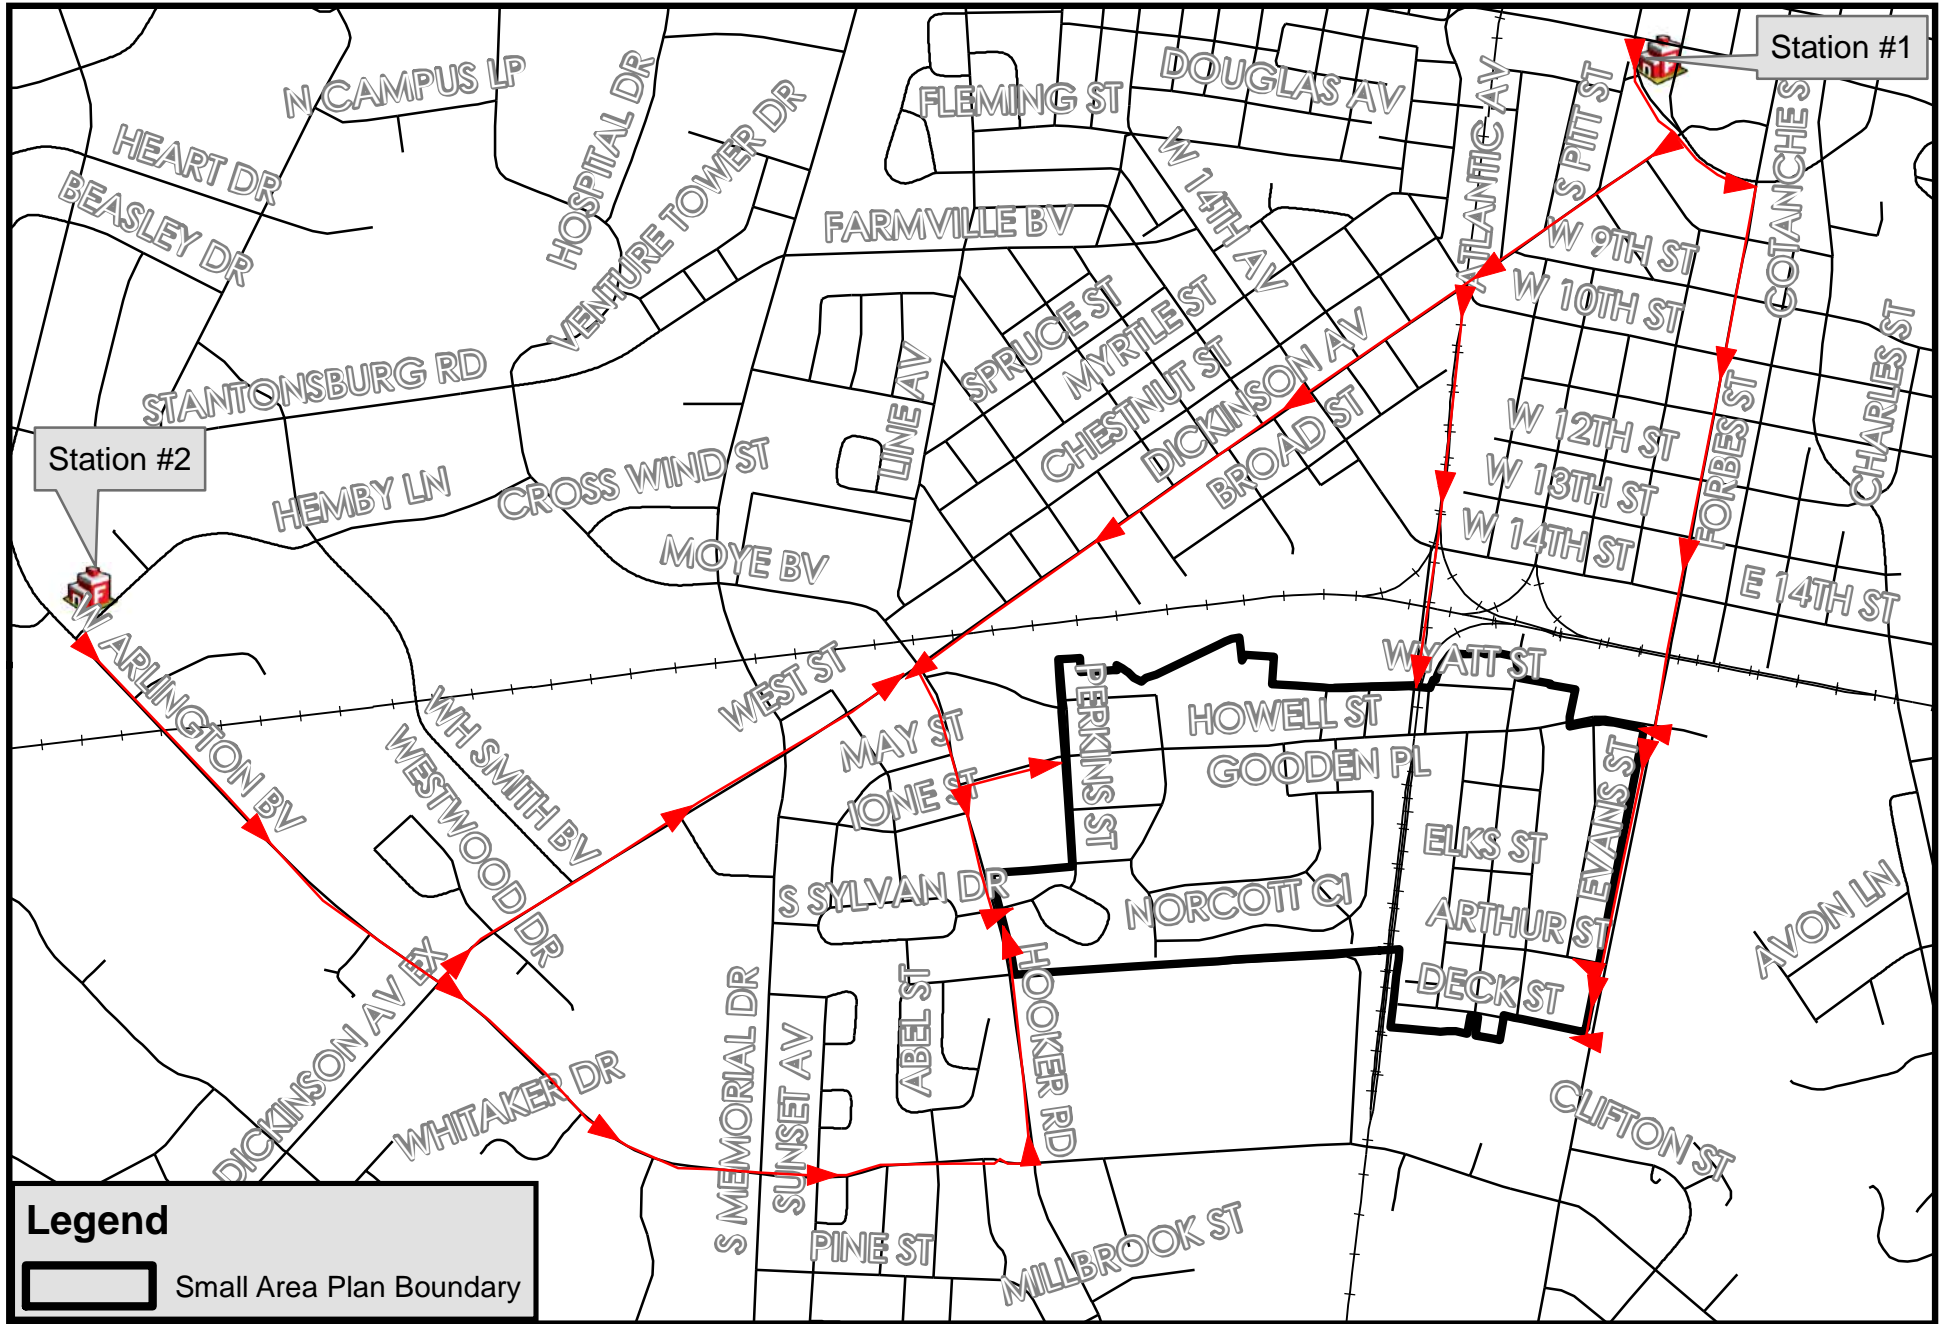 Station #1
DOUGLAS AV
N CAMPUS LP
FLEMING ST
HOSPITAL DR
ATLANTIC AV
S PITT ST
COTANCHE S
HEART DR
VENTURE TOWER DR
W 14TH AV
BEASLEY DR
FARMVILLE BV
W 9TH ST
W 10TH ST
SPRUCE ST
MYRTLE ST
CHARLES ST
STANTONSBURG RD
LINE AV
CHESTNUT ST
DICKINSON AV
BROAD ST
W 12TH ST
FORBES ST
Station #2
HEMBY LN
CROSS WIND ST
W 13TH ST
W 14TH ST
MOYE BV
E 14TH ST
W ARLINGTON BV
WEST ST
WYATT ST
PERKINS ST
WH SMITH BV
WESTWOOD DR
MAY ST
HOWELL ST
GOODEN PL
EVANS ST
IONE ST
ELKS ST
S SYLVAN DR
NORCOTT CI
ARTHUR ST
AVON LN
DICKINSON AV EX
S MEMORIAL DR
SUNSET AV
ABEL ST
HOOKER RD
DECK ST
WHITAKER DR
CLIFTON ST
PINE ST
MILLBROOK ST
Legend
Small Area Plan Boundary